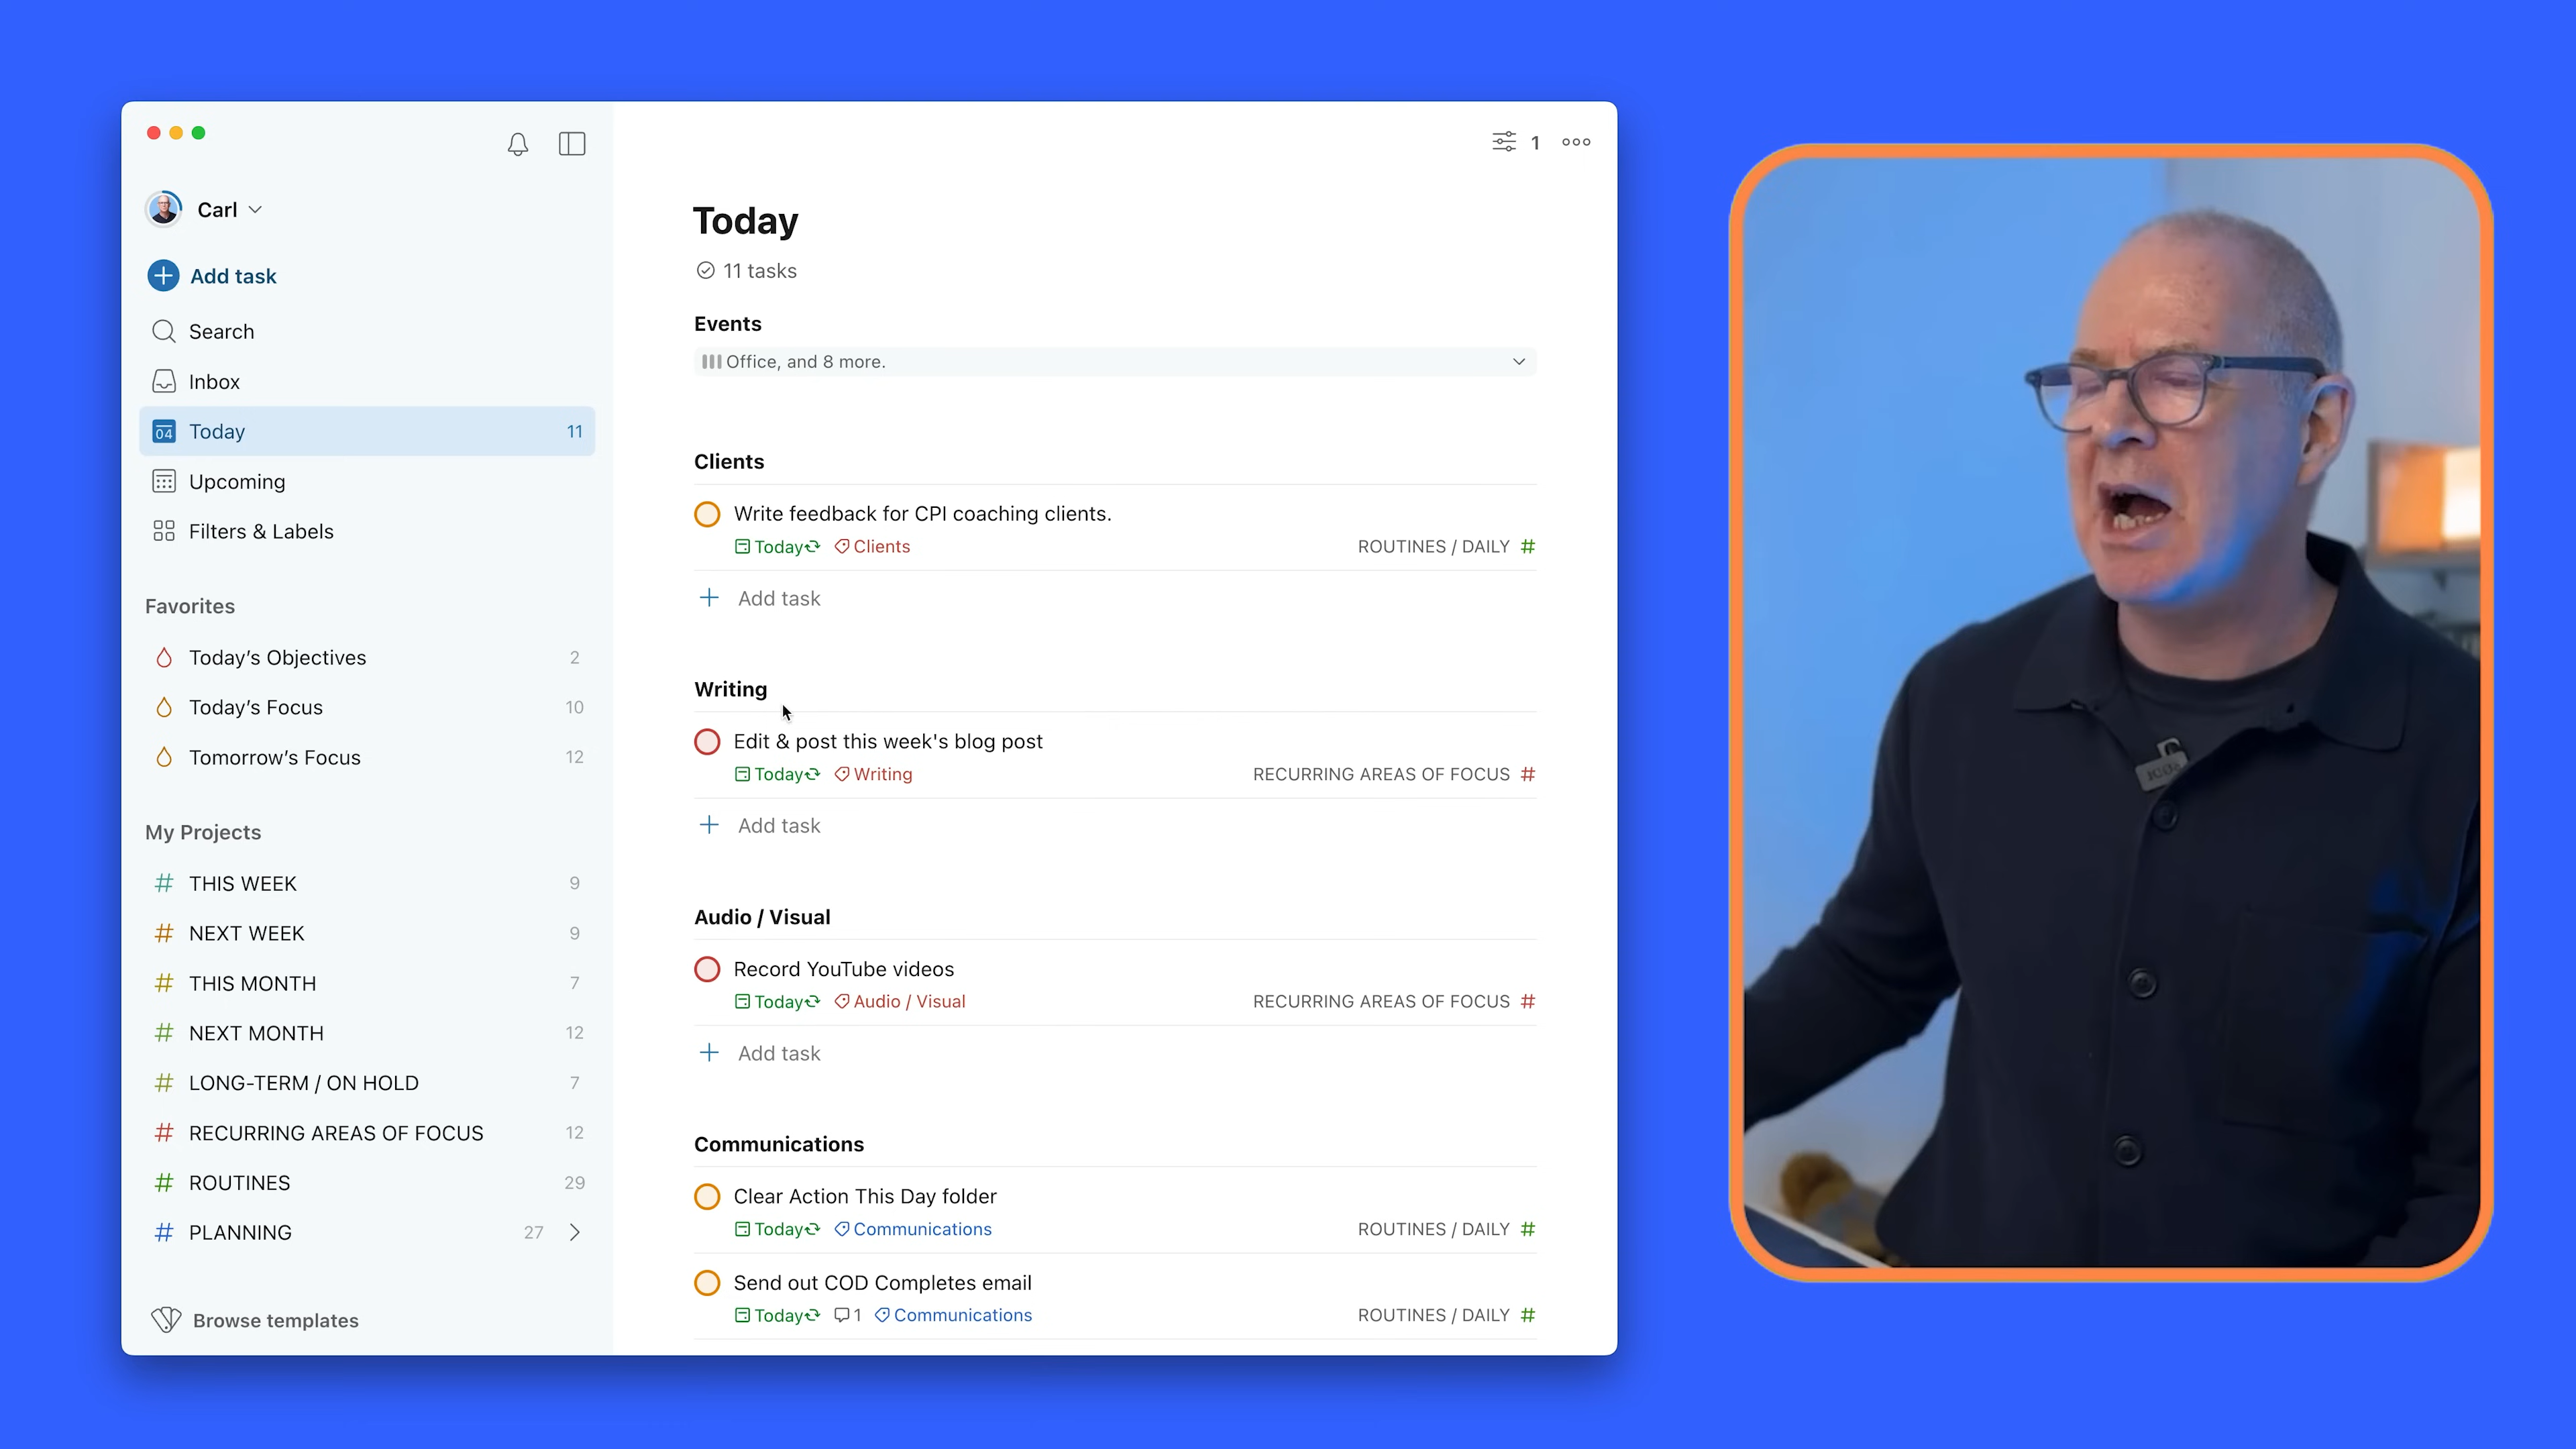 Carl
Add task
Search
Inbox
04 Today 11
Upcoming
Filters & Labels
Favorites
Today's Objectives 2
Today's Focus 10
Tomorrow's Focus 12
My Projects
# THIS WEEK 9
# NEXT WEEK 9
# THIS MONTH 7
# NEXT MONTH 12
# LONG-TERM / ON HOLD 7
# RECURRING AREAS OF FOCUS 12
# ROUTINES 29
# PLANNING 27
Browse templates
1
Today
11 tasks
Events
Office, and 8 more.
Clients
Write feedback for CPI coaching clients.
Today Clients ROUTINES / DAILY #
Add task
Writing
Edit & post this week's blog post
Today Writing RECURRING AREAS OF FOCUS #
Add task
Audio / Visual
Record YouTube videos
Today Audio / Visual RECURRING AREAS OF FOCUS #
Add task
Communications
Clear Action This Day folder
Today Communications ROUTINES / DAILY #
Send out COD Completes email
Today 1 Communications ROUTINES / DAILY #